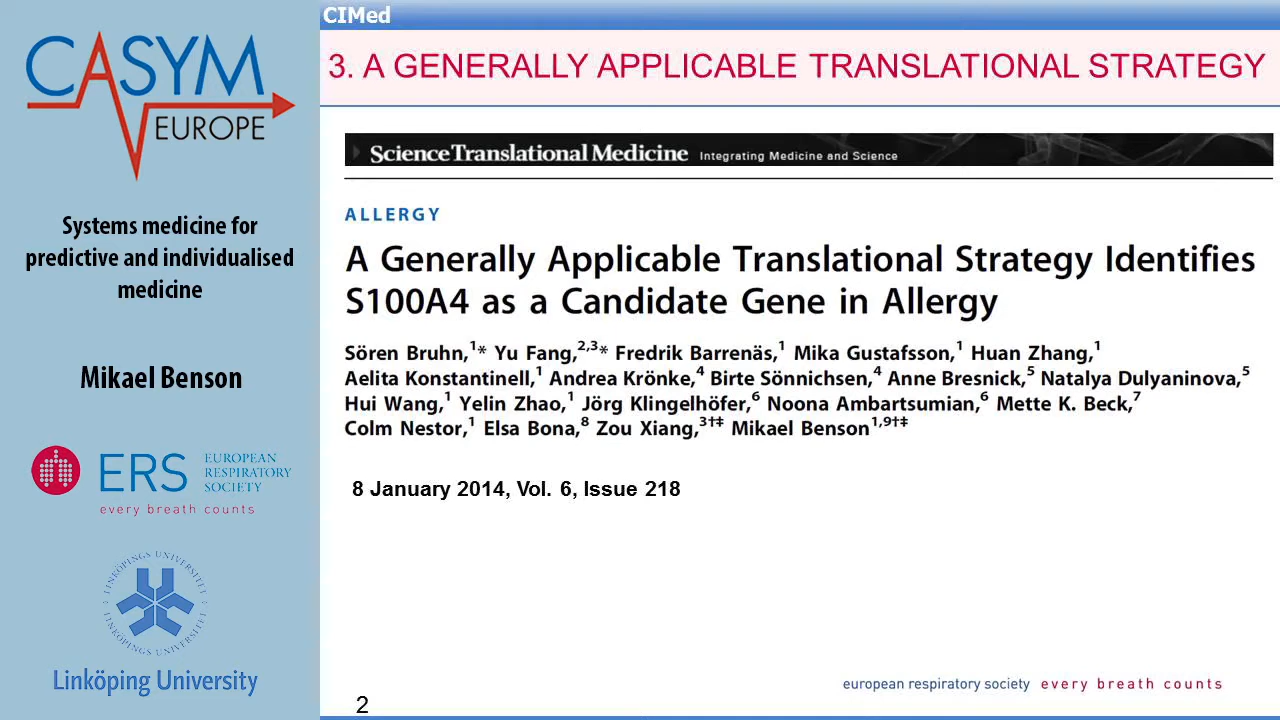 CASYM
EUROPE
Systems medicine for
predictive and individualised
medicine
Mikael Benson
ERS
EUROPEAN
RESPIRATORY
SOCIETY
every breath counts
LINKÖPINGS UNIVERSITET
LINKÖPINGS UNIVERSITET
Linköping University
CIMed
3. A GENERALLY APPLICABLE TRANSLATIONAL STRATEGY
Science Translational Medicine Integrating Medicine and Science
ALLERGY
A Generally Applicable Translational Strategy Identifies
S100A4 as a Candidate Gene in Allergy
Sören Bruhn,1* Yu Fang,2,3* Fredrik Barrenäs,1 Mika Gustafsson,1 Huan Zhang,1
Aelita Konstantinell,1 Andrea Krönke,4 Birte Sönnichsen,4 Anne Bresnick,5 Natalya Dulyaninova,5
Hui Wang,1 Yelin Zhao,1 Jörg Klingelhöfer,6 Noona Ambartsumian,6 Mette K. Beck,7
Colm Nestor,1 Elsa Bona,8 Zou Xiang,3†‡ Mikael Benson1,9†‡
8 January 2014, Vol. 6, Issue 218
european respiratory society every breath counts
2